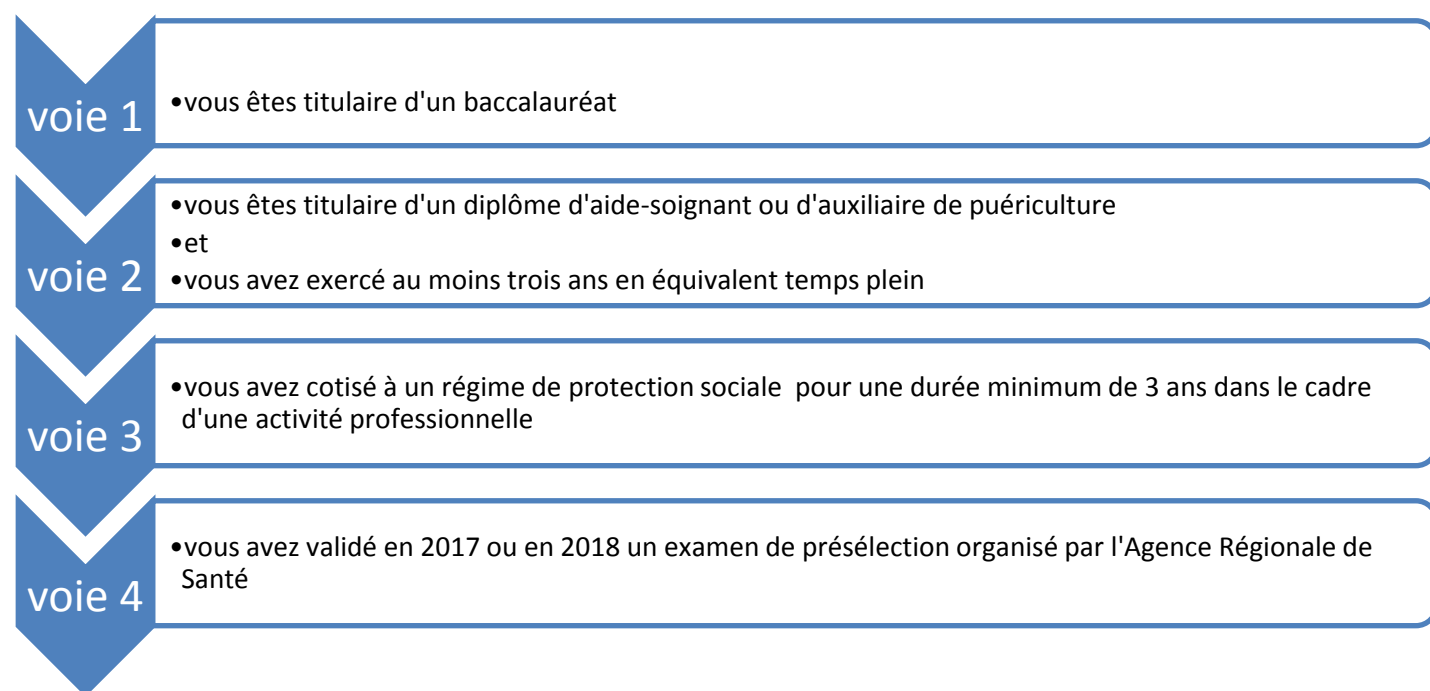 voie 1
•vous êtes titulaire d'un baccalauréat
voie 2
•vous êtes titulaire d'un diplôme d'aide-soignant ou d'auxiliaire de puériculture
•et
•vous avez exercé au moins trois ans en équivalent temps plein
voie 3
•vous avez cotisé à un régime de protection sociale  pour une durée minimum de 3 ans dans le cadre
d'une activité professionnelle
voie 4
•vous avez validé en 2017 ou en 2018 un examen de présélection organisé par l'Agence Régionale de
Santé